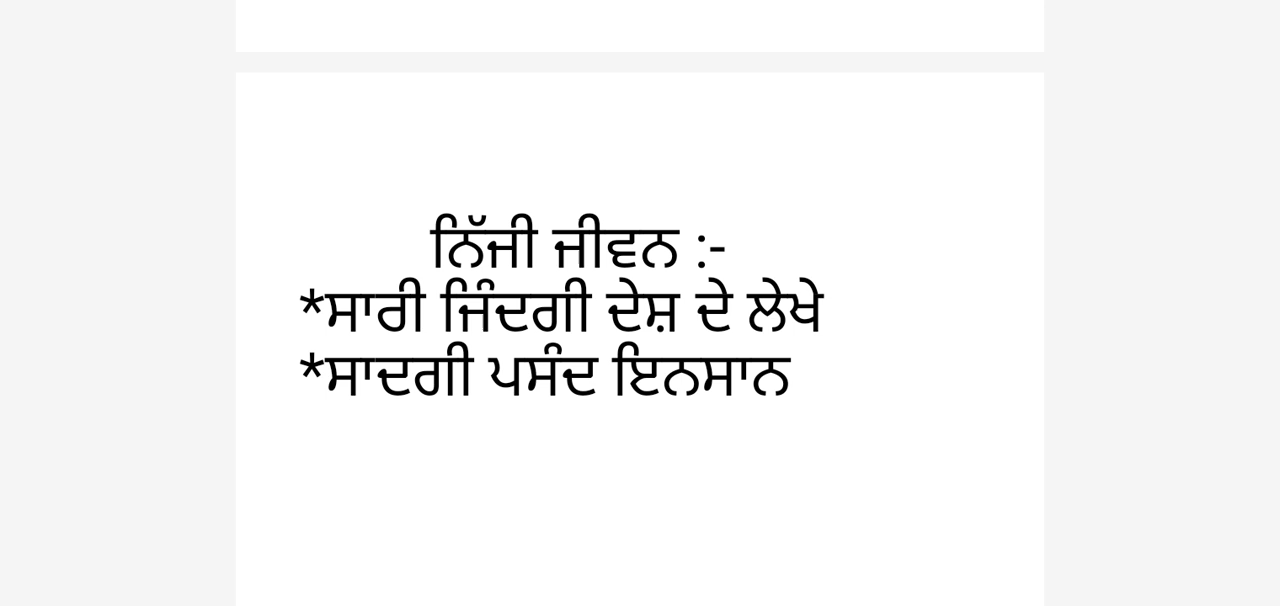 ਨਿੱਜੀ ਜੀਵਨ :-
*ਸਾਰੀ ਜਿੰਦਗੀ ਦੇਸ਼ ਦੇ ਲੇਖੇ
*ਸਾਦਗੀ ਪਸੰਦ ਇਨਸਾਨ